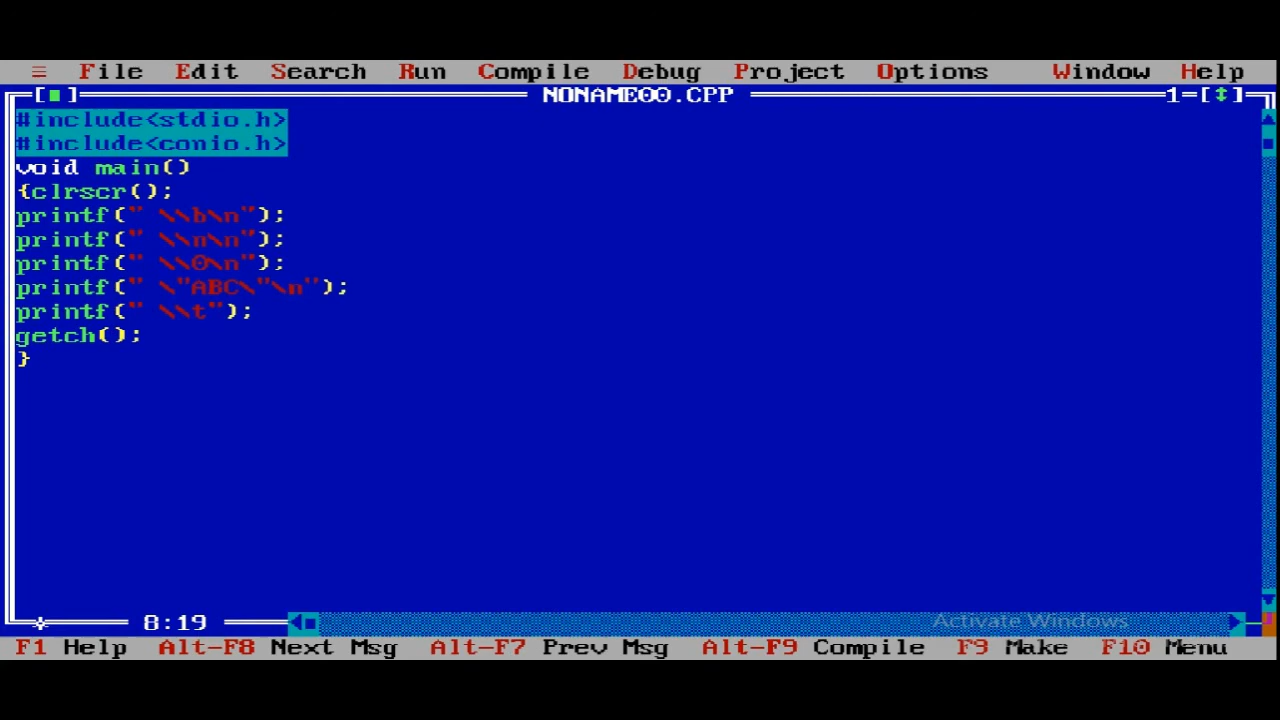 ≡ File Edit Search Run Compile Debug Project Options Window Help
[■] NONAME00.CPP 1=[↕]
#include<stdio.h>
#include<conio.h>
void main()
{clrscr();
printf(" \\b\n");
printf(" \\n\n");
printf(" \\0\n");
printf(" \"ABC\"\n");
printf(" \\t");
getch();
}
8:19
Activate Windows
F1 Help Alt-F8 Next Msg Alt-F7 Prev Msg Alt-F9 Compile F9 Make F10 Menu